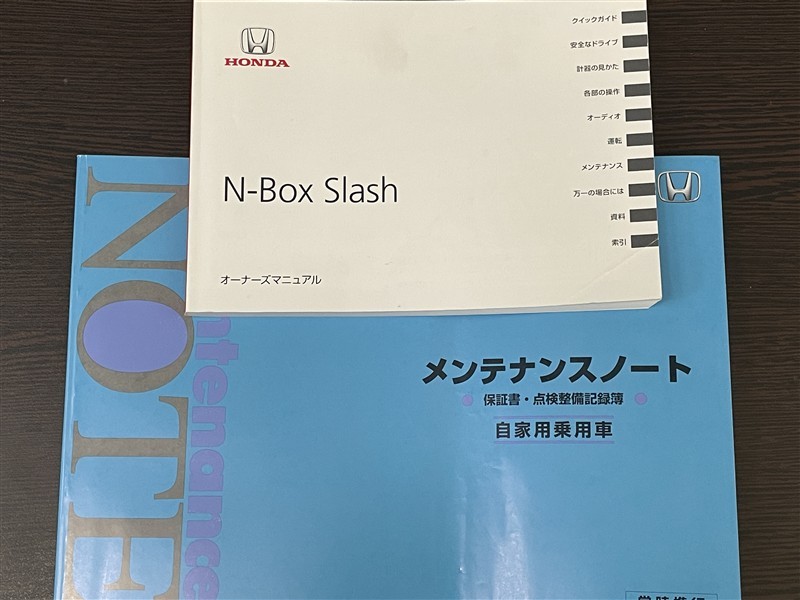 HONDA
N-Box Slash
オーナーズマニュアル
クイックガイド
安全なドライブ
計器の見かた
各部の操作
オーディオ
運転
メンテナンス
万一の場合には
資料
索引
NOTE
ntenance
メンテナンスノート
保証書・点検整備記録簿
自家用乗用車